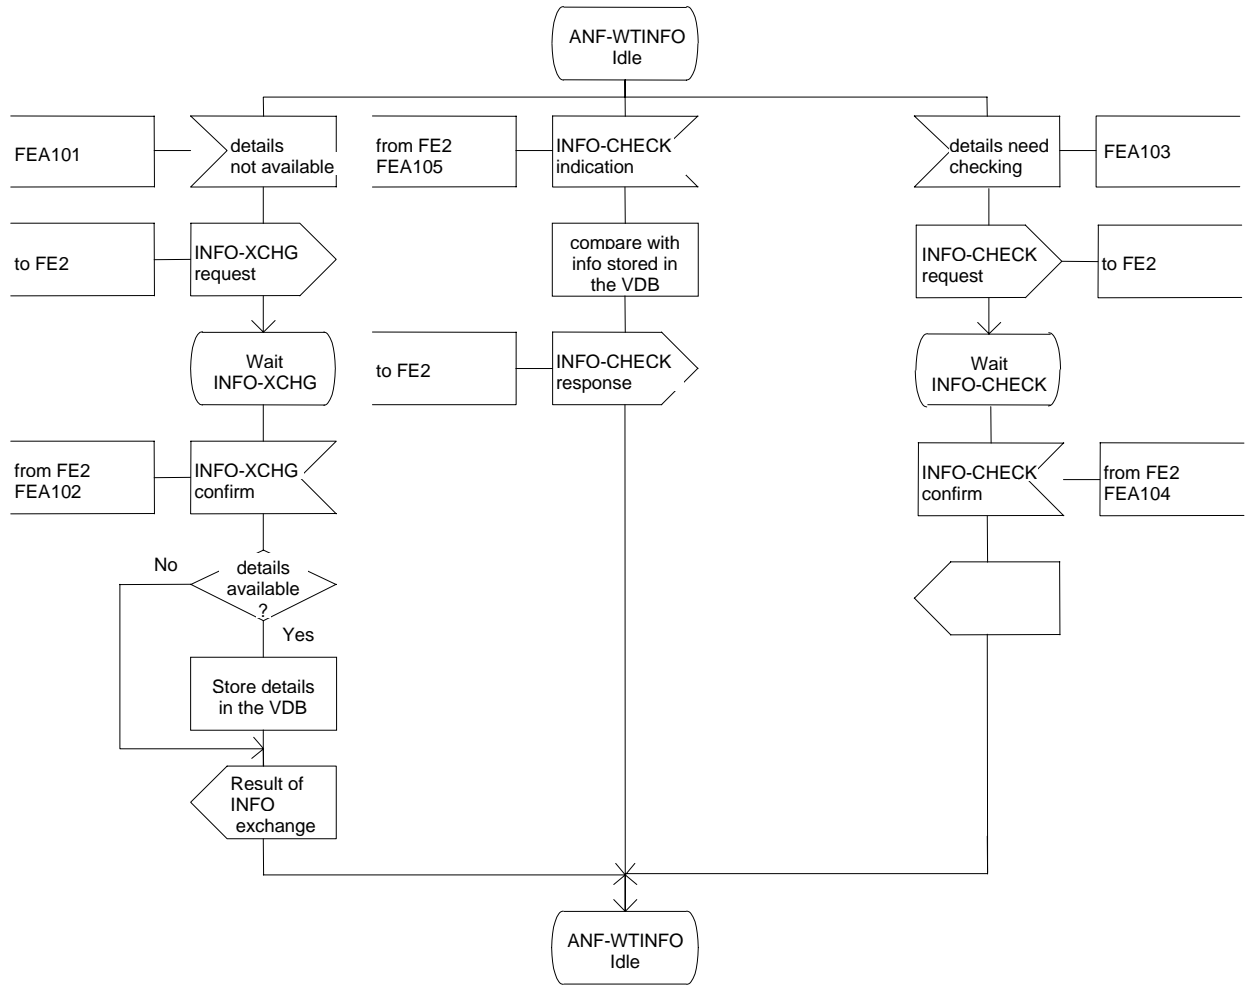 ANF-WTINFO
Idle
FEA101
details
not available
from FE2
FEA105
INFO-CHECK
indication
details need
checking
FEA103
to FE2
INFO-XCHG
request
compare with
info stored in
the VDB
INFO-CHECK
request
to FE2
Wait
INFO-XCHG
to FE2
INFO-CHECK
response
Wait
INFO-CHECK
from FE2
FEA102
INFO-XCHG
confirm
INFO-CHECK
confirm
from FE2
FEA104
No
details
available
?
Yes
Store details
in the VDB
Result of
INFO
exchange
ANF-WTINFO
Idle